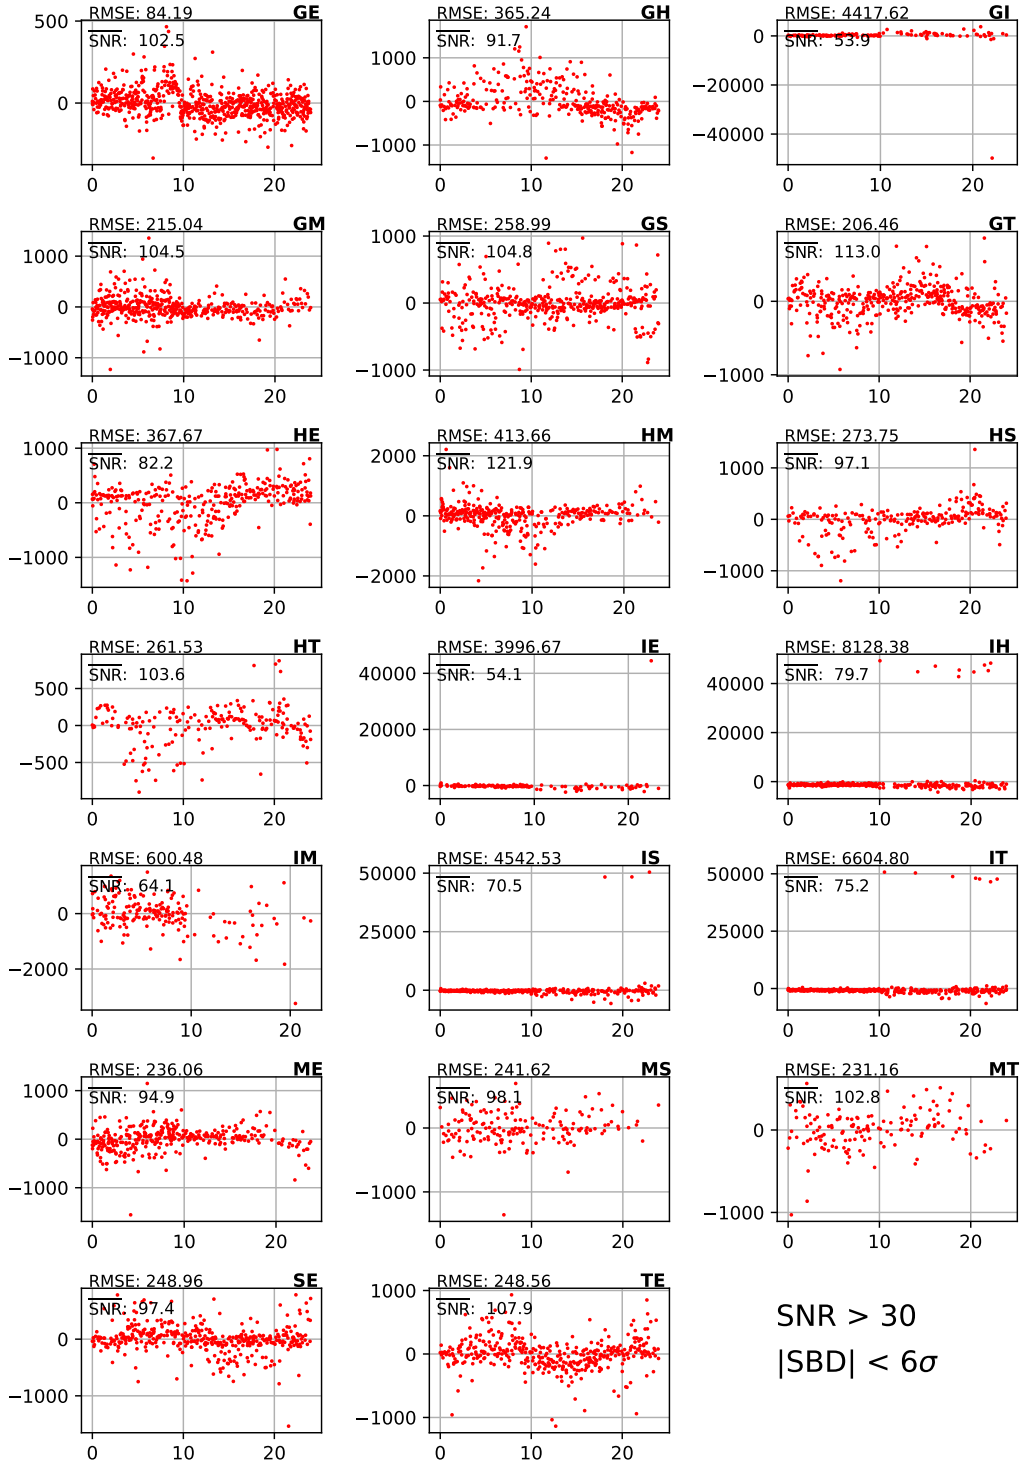 RMSE: 84.19 GE
SNR: 102.5
500
0
0 10 20
RMSE: 365.24 GH
SNR: 91.7
1000
0
−1000
0 10 20
RMSE: 4417.62 GI
SNR: 53.9
0
−20000
−40000
0 10 20
RMSE: 215.04 GM
SNR: 104.5
1000
0
−1000
0 10 20
RMSE: 258.99 GS
SNR: 104.8
1000
0
−1000
0 10 20
RMSE: 206.46 GT
SNR: 113.0
0
−1000
0 10 20
RMSE: 367.67 HE
SNR: 82.2
1000
0
−1000
0 10 20
RMSE: 413.66 HM
SNR: 121.9
2000
0
−2000
0 10 20
RMSE: 273.75 HS
SNR: 97.1
1000
0
−1000
0 10 20
RMSE: 261.53 HT
SNR: 103.6
500
0
−500
0 10 20
RMSE: 3996.67 IE
SNR: 54.1
40000
20000
0
0 10 20
RMSE: 8128.38 IH
SNR: 79.7
40000
20000
0
0 10 20
RMSE: 600.48 IM
SNR: 64.1
0
−2000
0 10 20
RMSE: 4542.53 IS
SNR: 70.5
50000
25000
0
0 10 20
RMSE: 6604.80 IT
SNR: 75.2
50000
25000
0
0 10 20
RMSE: 236.06 ME
SNR: 94.9
1000
0
−1000
0 10 20
RMSE: 241.62 MS
SNR: 98.1
0
−1000
0 10 20
RMSE: 231.16 MT
SNR: 102.8
0
−1000
0 10 20
RMSE: 248.96 SE
SNR: 97.4
0
−1000
0 10 20
RMSE: 248.56 TE
SNR: 107.9
1000
0
−1000
0 10 20
SNR > 30
|SBD| < 6σ